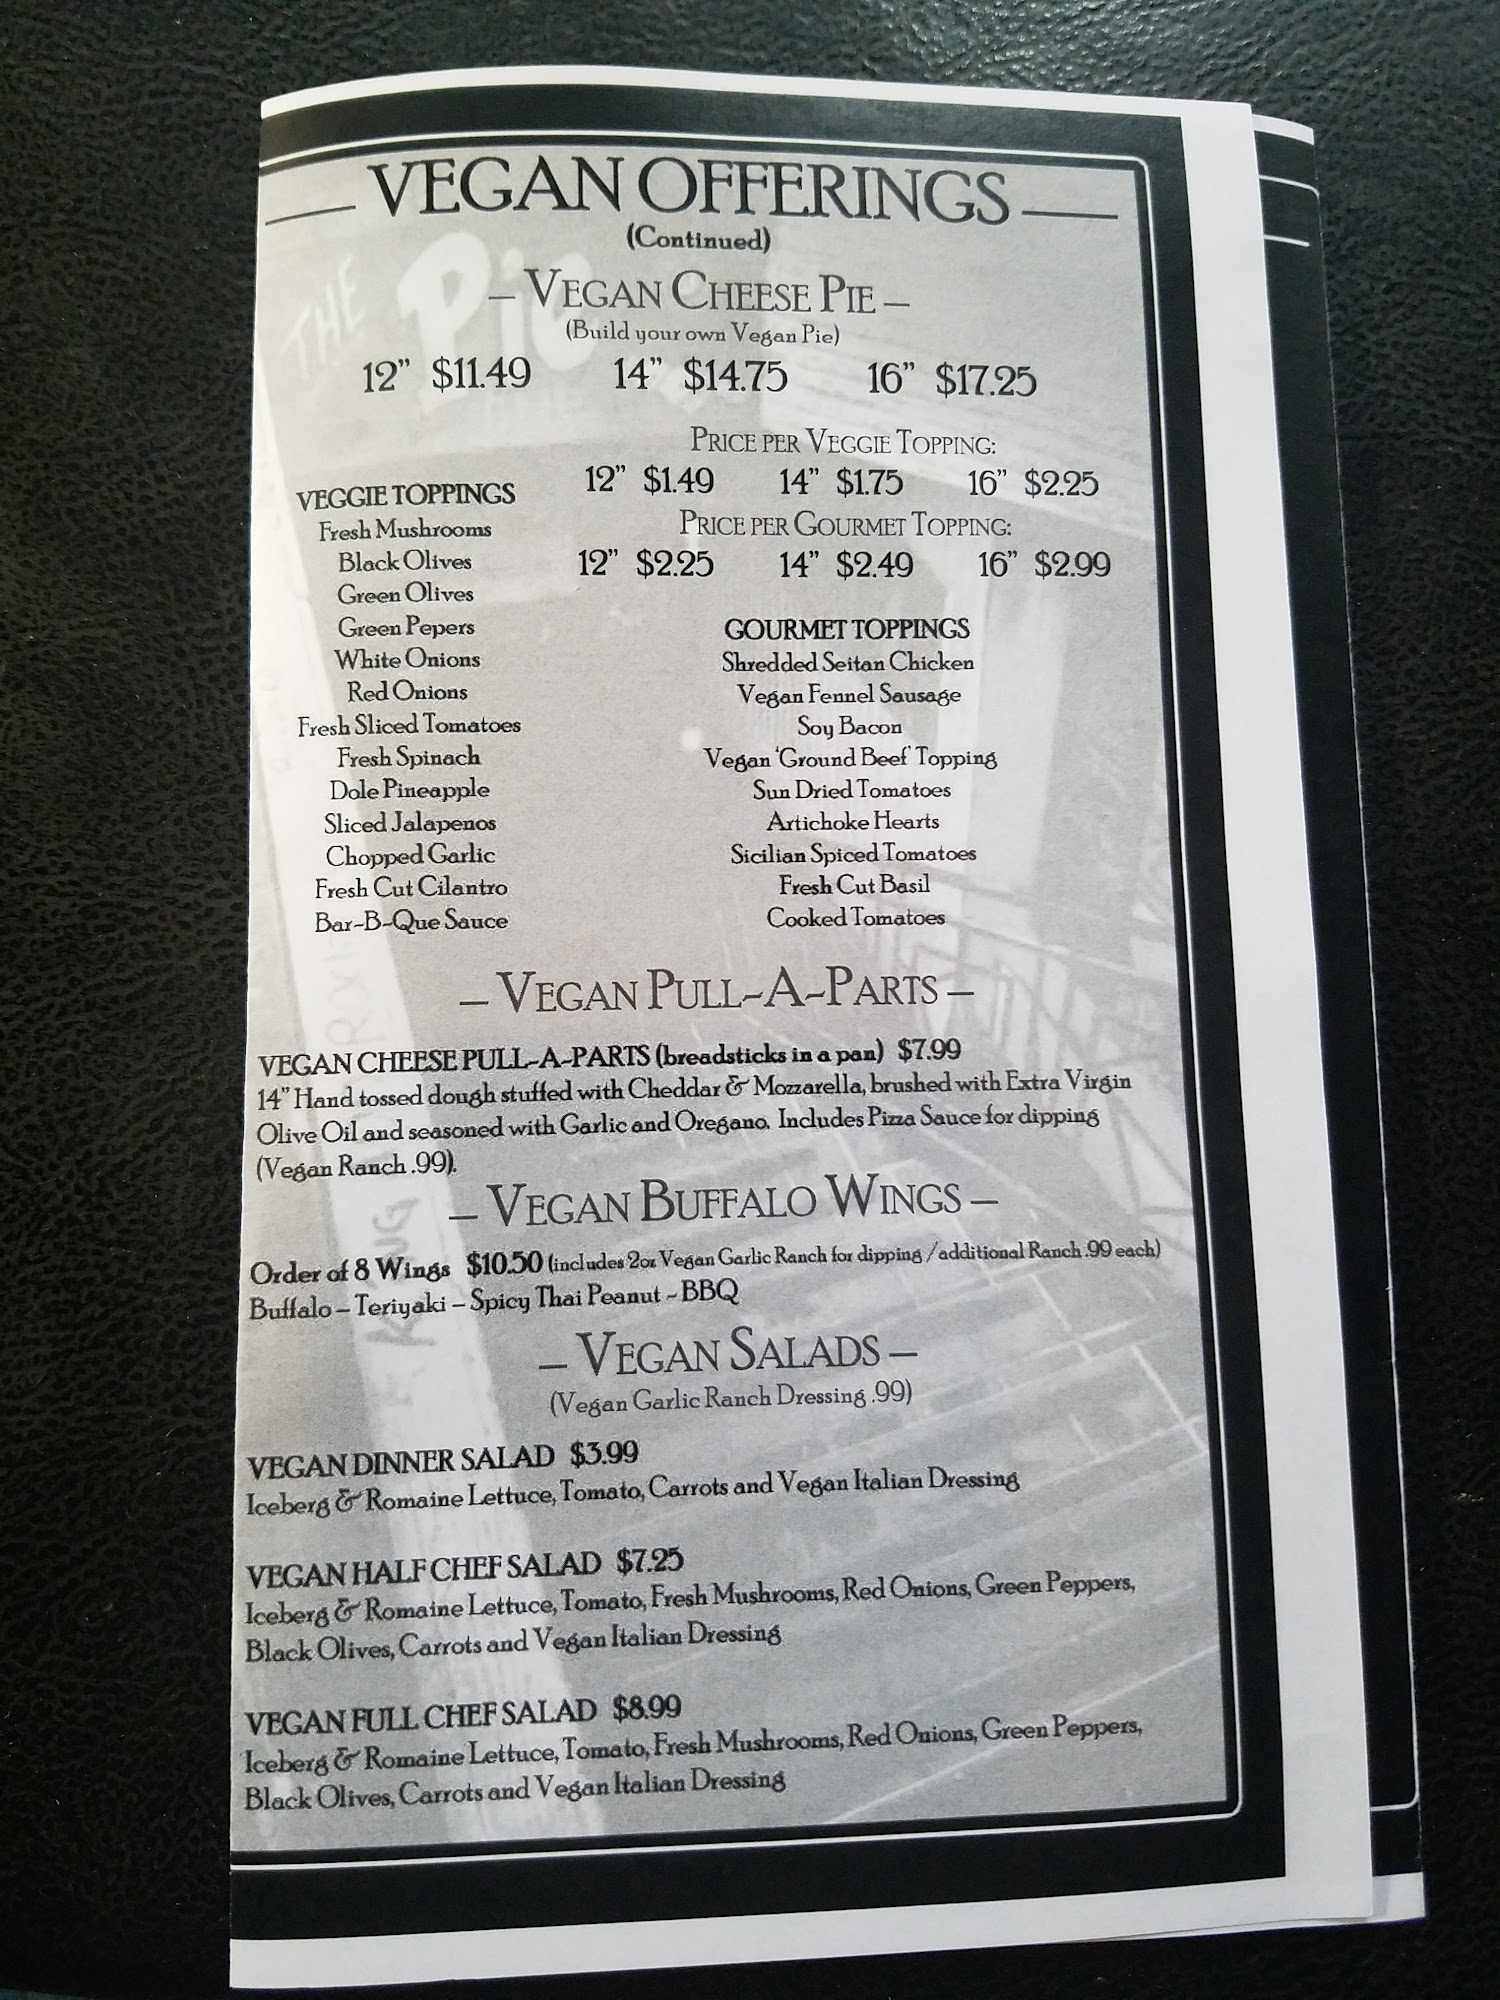 VEGAN OFFERINGS
(Continued)
– VEGAN CHEESE PIE –
(Build your own Vegan Pie)
12” $11.49 14” $14.75 16” $17.25
PRICE PER VEGGIE TOPPING:
12” $1.49 14” $1.75 16” $2.25
PRICE PER GOURMET TOPPING:
12” $2.25 14” $2.49 16” $2.99
VEGGIE TOPPINGS
Fresh Mushrooms
Black Olives
Green Olives
Green Pepers
White Onions
Red Onions
Fresh Sliced Tomatoes
Fresh Spinach
Dole Pineapple
Sliced Jalapenos
Chopped Garlic
Fresh Cut Cilantro
Bar-B-Que Sauce
GOURMET TOPPINGS
Shredded Seitan Chicken
Vegan Fennel Sausage
Soy Bacon
Vegan ‘Ground Beef’ Topping
Sun Dried Tomatoes
Artichoke Hearts
Sicilian Spiced Tomatoes
Fresh Cut Basil
Cooked Tomatoes
– VEGAN PULL-A-PARTS –
VEGAN CHEESE PULL-A-PARTS (breadsticks in a pan) $7.99
14” Hand tossed dough stuffed with Cheddar & Mozzarella, brushed with Extra Virgin
Olive Oil and seasoned with Garlic and Oregano. Includes Pizza Sauce for dipping
(Vegan Ranch .99).
– VEGAN BUFFALO WINGS –
Order of 8 Wings $10.50 (includes 2oz Vegan Garlic Ranch for dipping / additional Ranch .99 each)
Buffalo – Teriyaki – Spicy Thai Peanut - BBQ
– VEGAN SALADS –
(Vegan Garlic Ranch Dressing .99)
VEGAN DINNER SALAD $3.99
Iceberg & Romaine Lettuce, Tomato, Carrots and Vegan Italian Dressing
VEGAN HALF CHEF SALAD $7.25
Iceberg & Romaine Lettuce, Tomato, Fresh Mushrooms, Red Onions, Green Peppers,
Black Olives, Carrots and Vegan Italian Dressing
VEGAN FULL CHEF SALAD $8.99
Iceberg & Romaine Lettuce, Tomato, Fresh Mushrooms, Red Onions, Green Peppers,
Black Olives, Carrots and Vegan Italian Dressing
THE
Pie